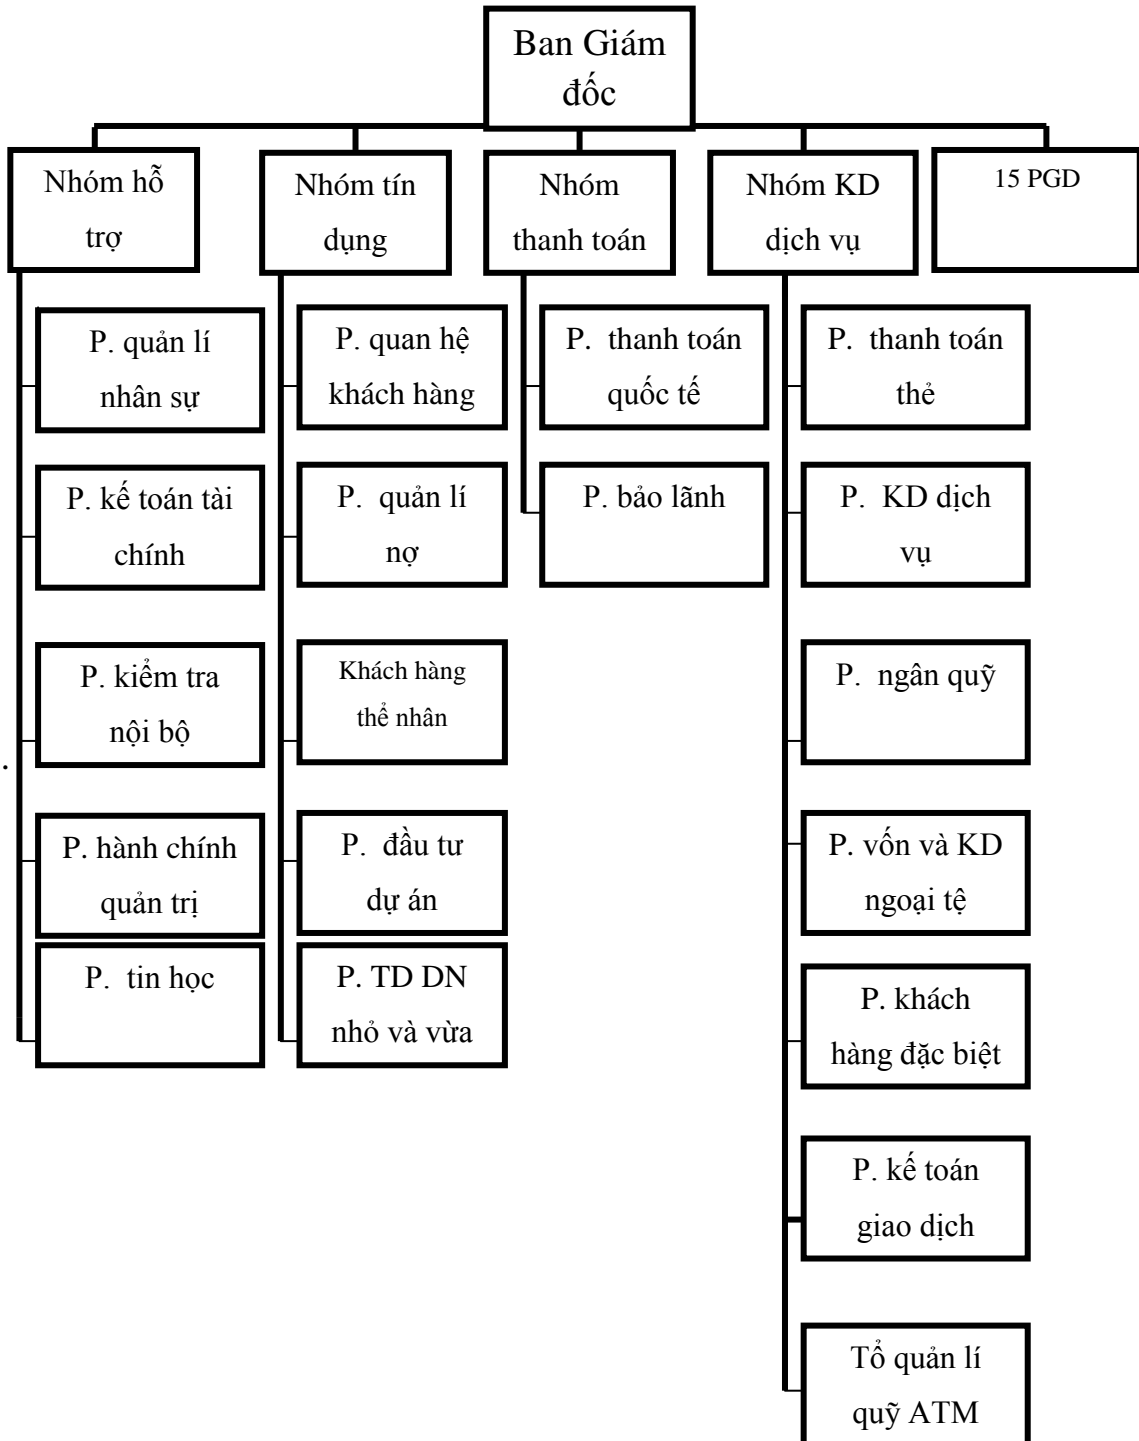 Ban Giám
đốc
Nhóm hỗ
trợ
Nhóm tín
dụng
Nhóm
thanh toán
Nhóm KD
dịch vụ
15 PGD
P. quản lí
nhân sự
P. kế toán tài
chính
P. kiểm tra
nội bộ
.
P. hành chính
quản trị
P. tin học
P. quan hệ
khách hàng
P. quản lí
nợ
Khách hàng
thể nhân
P. đầu tư
dự án
P. TD DN
nhỏ và vừa
P. thanh toán
quốc tế
P. bảo lãnh
P. thanh toán
thẻ
P. KD dịch
vụ
P. ngân quỹ
P. vốn và KD
ngoại tệ
P. khách
hàng đặc biệt
P. kế toán
giao dịch
Tổ quản lí
quỹ ATM